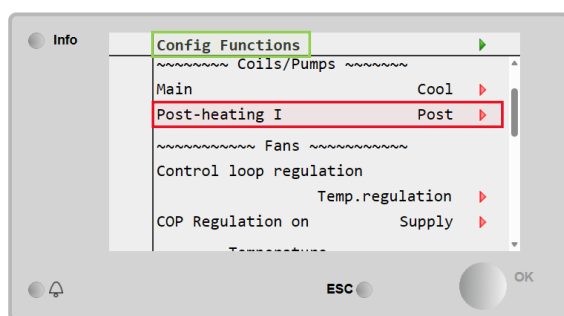 Info
Config Functions
~~~~~~~~ Coils/Pumps ~~~~~~~
Main Cool
Post-heating I Post
~~~~~~~~~~~ Fans ~~~~~~~~~~~
Control loop regulation
Temp.regulation
COP Regulation on Supply
ESC
OK